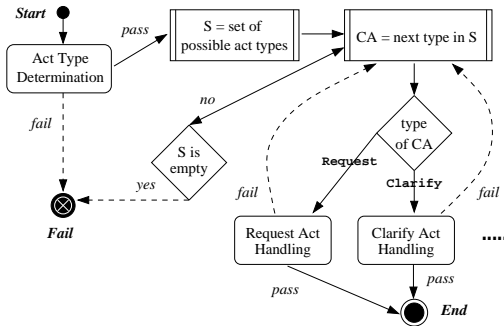 Start
pass
S = set of
possible act types
CA = next type in S
Act Type
Determination
no
fail
type
of CA
S is
empty
Request
Clarify
yes
fail
fail
Fail
Request Act
Handling
Clarify Act
Handling
.....
pass
pass
End